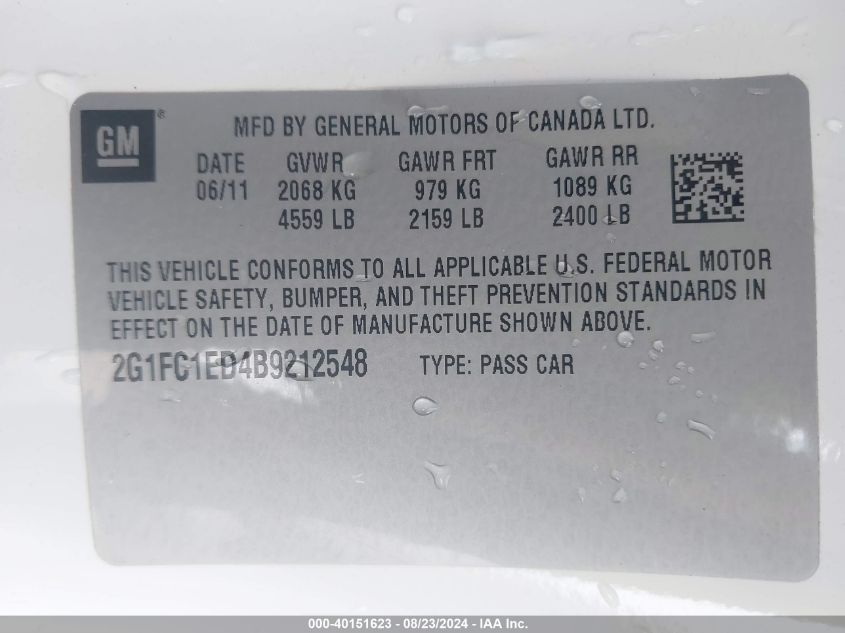 GM ®
MFD BY GENERAL MOTORS OF CANADA LTD.
DATE GVWR GAWR FRT GAWR RR
06/11 2068 KG 979 KG 1089 KG
4559 LB 2159 LB 2400 LB
THIS VEHICLE CONFORMS TO ALL APPLICABLE U.S. FEDERAL MOTOR
VEHICLE SAFETY, BUMPER, AND THEFT PREVENTION STANDARDS IN
EFFECT ON THE DATE OF MANUFACTURE SHOWN ABOVE.
2G1FC1ED4B9212548 TYPE: PASS CAR
000-40151623 - 08/23/2024 - IAA Inc.